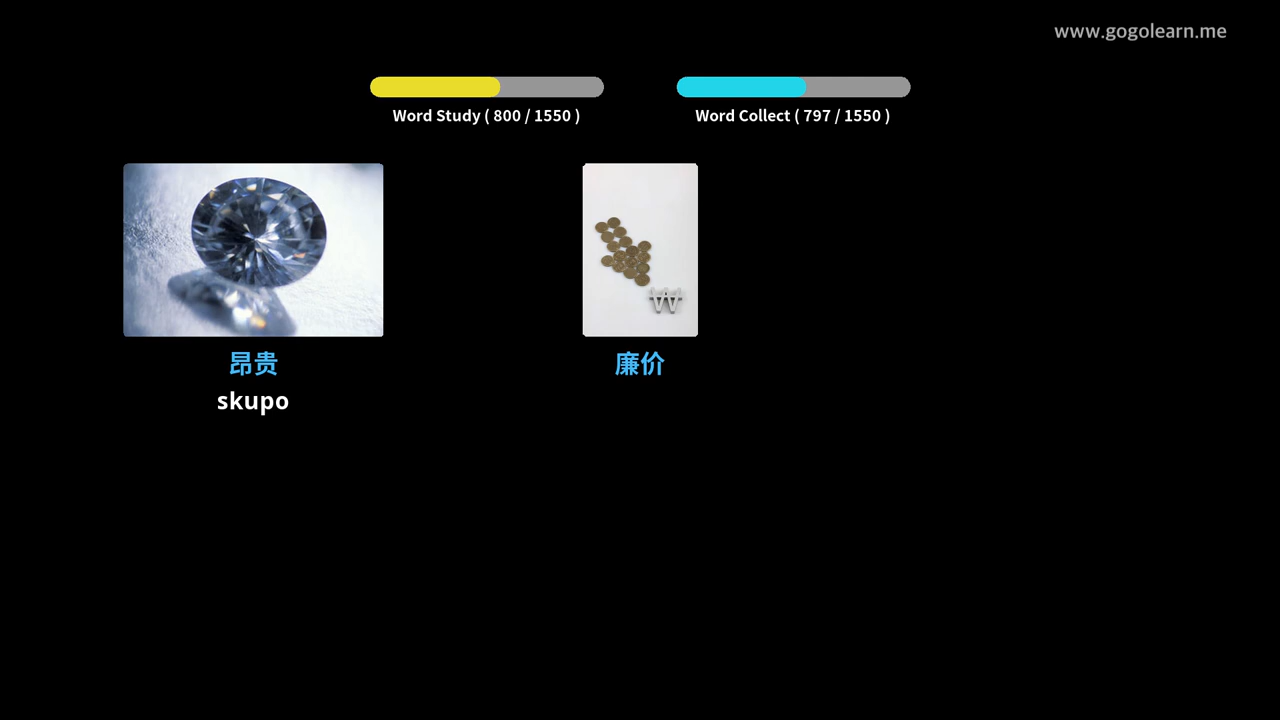 www.gogolearn.me
Word Study ( 800 / 1550 )
Word Collect ( 797 / 1550 )
昂贵
skupo
廉价